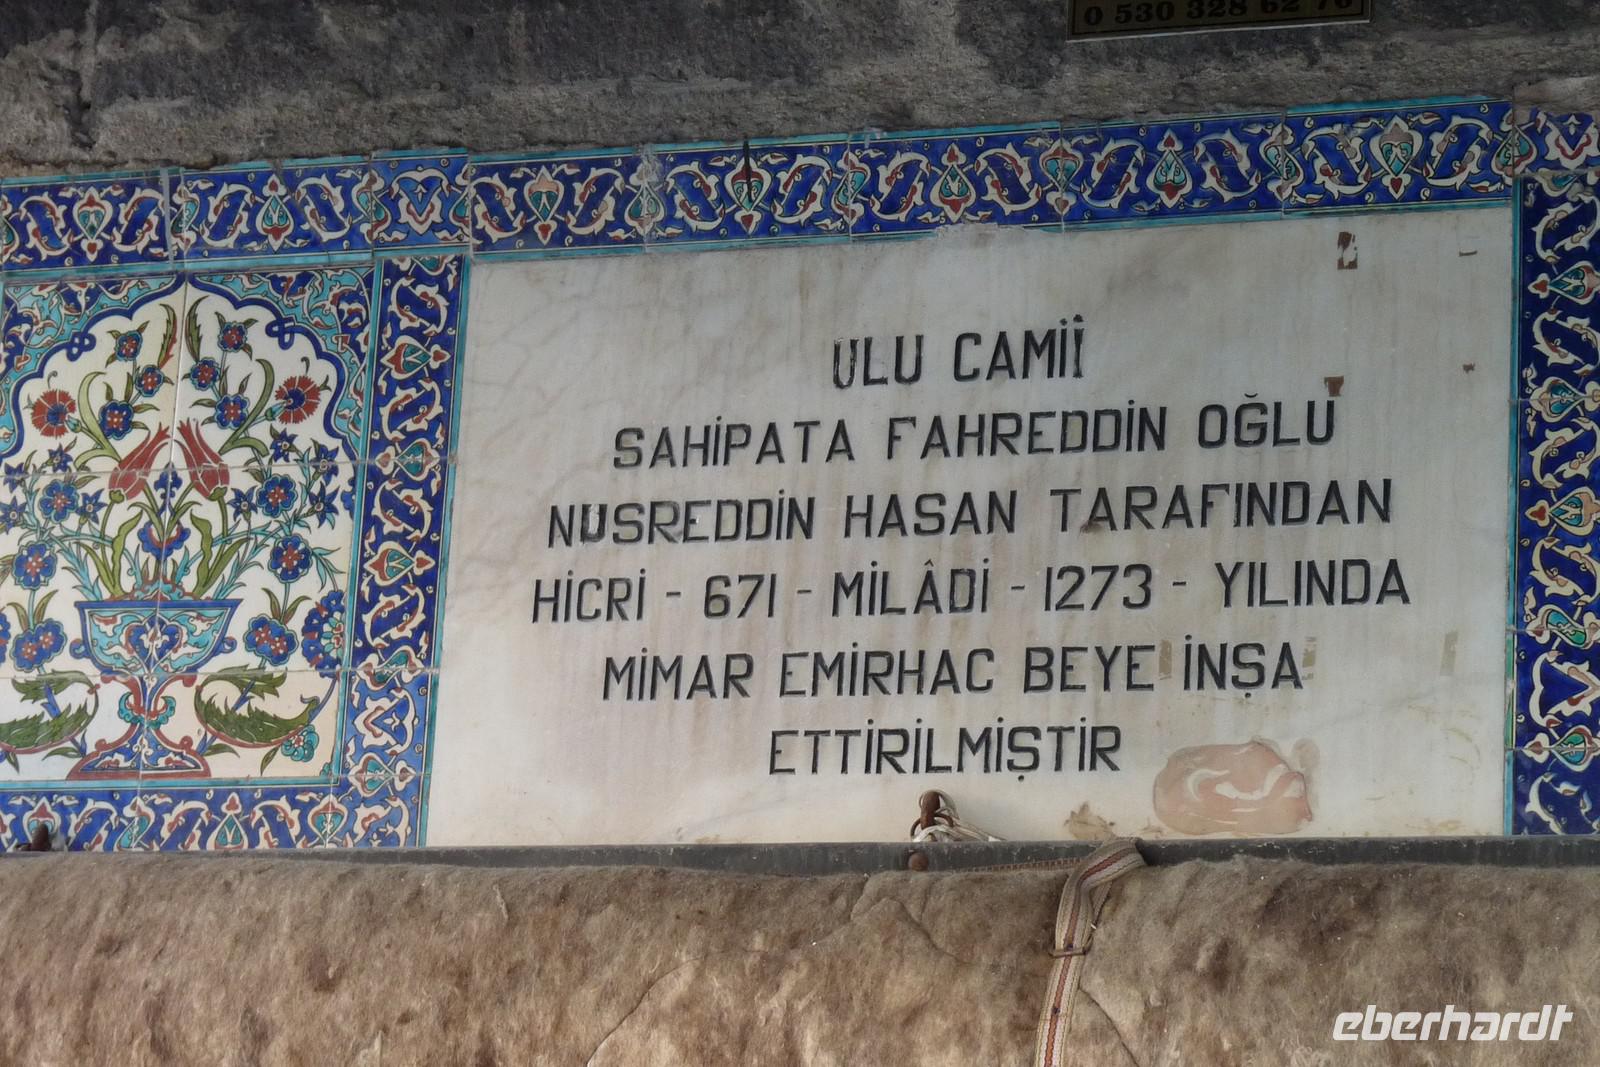 0 530 328 62 76
ULU CAMİİ
SAHİPATA FAHREDDİN OĞLU
NUSREDDİN HASAN TARAFINDAN
HİCRİ - 671 - MİLÂDİ - 1273 - YILINDA
MİMAR EMİRHAC BEYE İNŞA
ETTİRİLMİŞTİR
eberhardt